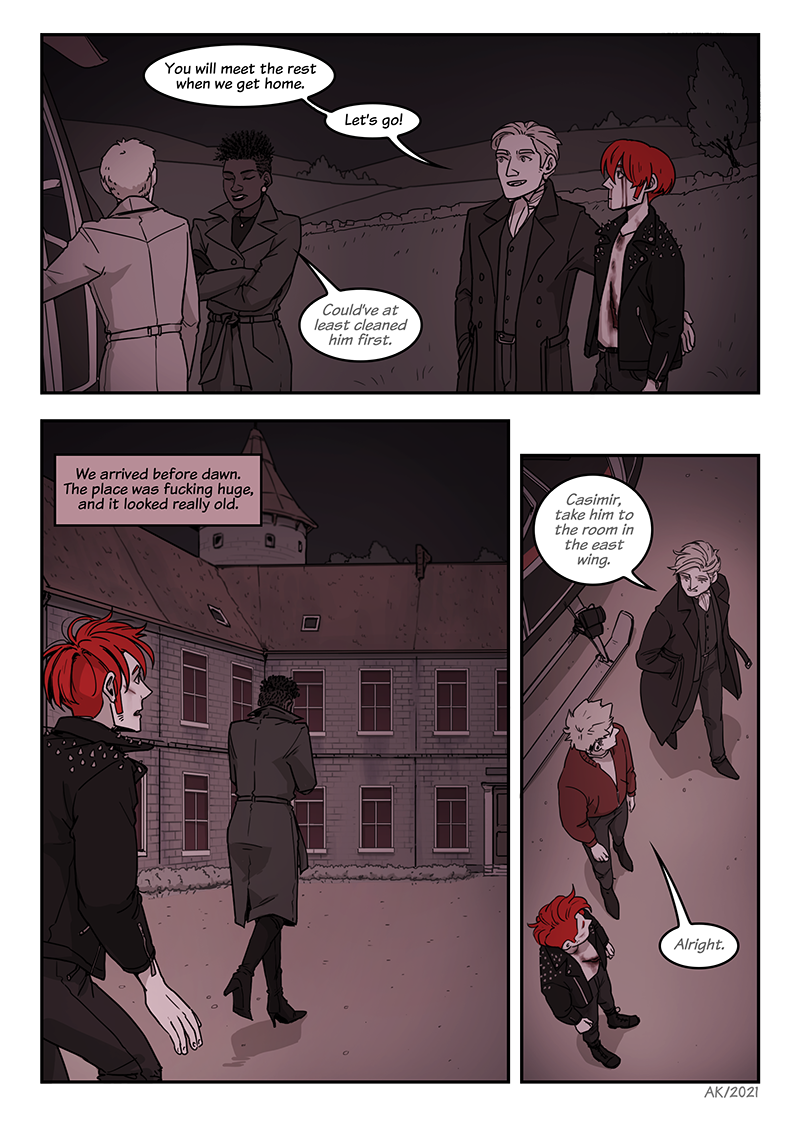 You will meet the rest
when we get home.
Let's go!
Could've at
least cleaned
him first.
We arrived before dawn.
The place was fucking huge,
and it looked really old.
Casimir,
take him to
the room in
the east
wing.
Alright.
AK/2021